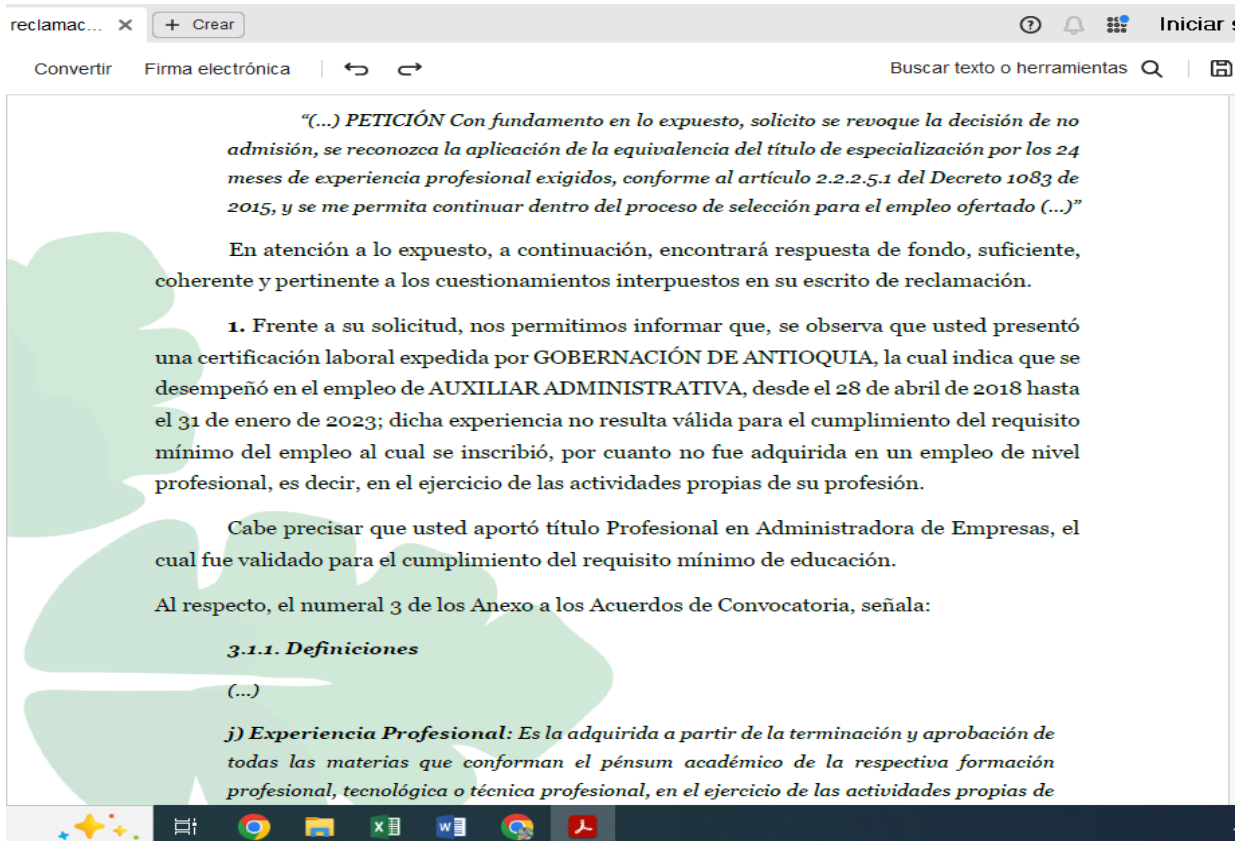 reclamac... × + Crear Iniciar s
Convertir Firma electrónica Buscar texto o herramientas
“(...) PETICIÓN Con fundamento en lo expuesto, solicito se revoque la decisión de no
admisión, se reconozca la aplicación de la equivalencia del título de especialización por los 24
meses de experiencia profesional exigidos, conforme al artículo 2.2.2.5.1 del Decreto 1083 de
2015, y se me permita continuar dentro del proceso de selección para el empleo ofertado (...)”
En atención a lo expuesto, a continuación, encontrará respuesta de fondo, suficiente,
coherente y pertinente a los cuestionamientos interpuestos en su escrito de reclamación.
1. Frente a su solicitud, nos permitimos informar que, se observa que usted presentó
una certificación laboral expedida por GOBERNACIÓN DE ANTIOQUIA, la cual indica que se
desempeñó en el empleo de AUXILIAR ADMINISTRATIVA, desde el 28 de abril de 2018 hasta
el 31 de enero de 2023; dicha experiencia no resulta válida para el cumplimiento del requisito
mínimo del empleo al cual se inscribió, por cuanto no fue adquirida en un empleo de nivel
profesional, es decir, en el ejercicio de las actividades propias de su profesión.
Cabe precisar que usted aportó título Profesional en Administradora de Empresas, el
cual fue validado para el cumplimiento del requisito mínimo de educación.
Al respecto, el numeral 3 de los Anexo a los Acuerdos de Convocatoria, señala:
3.1.1. Definiciones
(...)
j) Experiencia Profesional: Es la adquirida a partir de la terminación y aprobación de
todas las materias que conforman el pénsum académico de la respectiva formación
profesional, tecnológica o técnica profesional, en el ejercicio de las actividades propias de